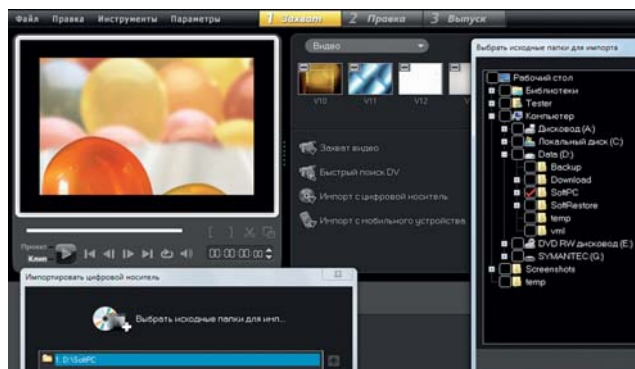 Файл Правка Инструменты Параметры
1 Захват 2 Правка 3 Выпуск
Видео
V10 V11 V12
Захват видео
Быстрый поиск DV
Импорт с цифровой носитель
Импорт с мобильного устройства
Проект
Клип
00:00:00:00
Выбрать исходные папки для импорта
Рабочий стол
Библиотеки
Tester
Компьютер
Дисковод (A:)
Локальный диск (C:)
Data (D:)
Backup
Download
SoftPC
SoftRestore
temp
vml
DVD RW дисковод (E:)
SYMANTEC (G:)
Screenshots
temp
Импортировать цифровой носитель
Выбрать исходные папки для имп...
1. D:\SoftPC